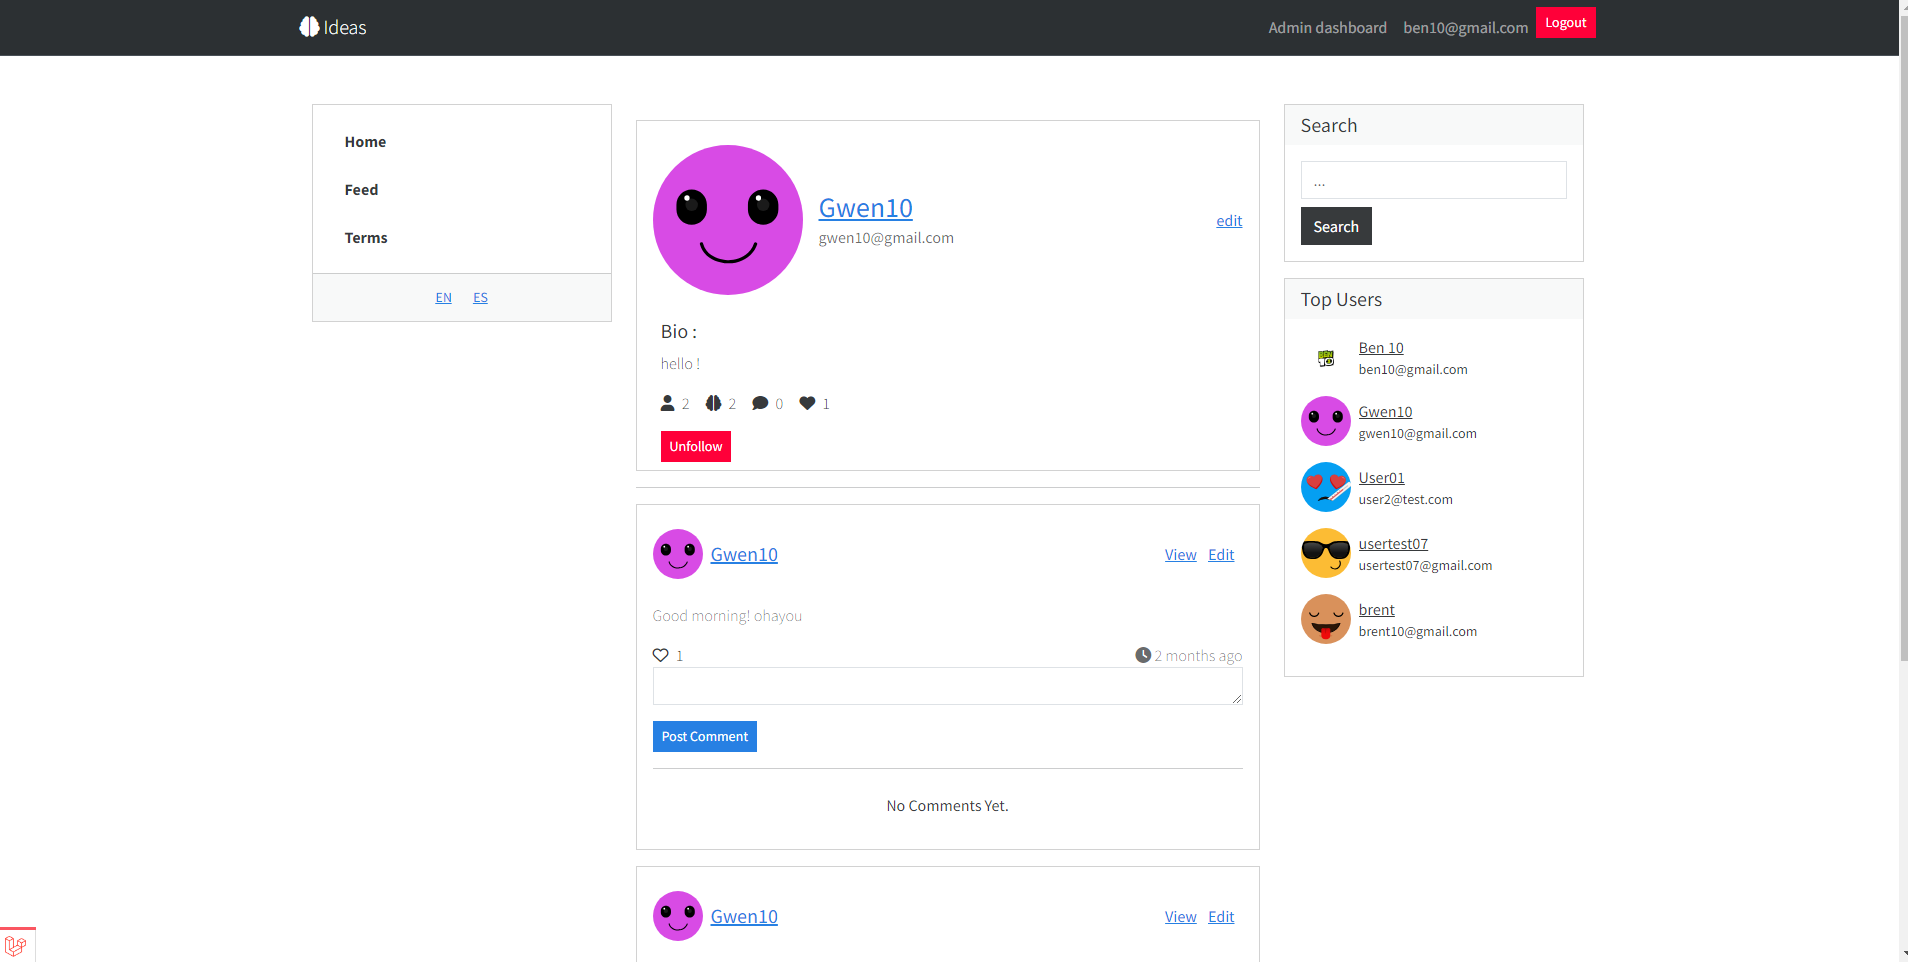 Ideas
Admin dashboard ben10@gmail.com Logout
Home
Feed
Terms
EN ES
Gwen10
gwen10@gmail.com
edit
Bio :
hello !
2 2 0 1
Unfollow
Gwen10
View Edit
Good morning! ohayou
1
2 months ago
Post Comment
No Comments Yet.
Gwen10
View Edit
Search
...
Search
Top Users
Ben 10
ben10@gmail.com
Gwen10
gwen10@gmail.com
User01
user2@test.com
usertest07
usertest07@gmail.com
brent
brent10@gmail.com